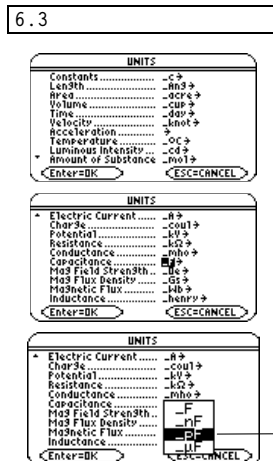 6.3
UNITS
Constants............... _c→
Length.................. _Ang→
Area.................... _acre→
Volume.................. _cup→
Time.................... _day→
Velocity................ _knot→
Acceleration............ →
Temperature............. _°C→
Luminous Intensity... _cd→
Amount of Substance _mol→
Enter=OK ESC=CANCEL
UNITS
Electric Current...... _A→
Charge.................. _coul→
Potential............... _kV→
Resistance.............. _kΩ→
Conductance............. _mho→
Capacitance............. →
Mag Field Strength.. _Oe→
Mag Flux Density..... _Gs→
Magnetic Flux.......... _Wb→
Inductance.............. _henry→
Enter=OK ESC=CANCEL
UNITS
Electric Current...... _A→
Charge.................. _coul→
Potential............... _kV→
Resistance.............. _kΩ→
Conductance............. _mho→
Capacitance.............
Mag Field Strength..
Mag Flux Density.....
Magnetic Flux..........
Inductance..............
_F
_nF
_pF
_µF
Enter=OK ESC=CANCEL